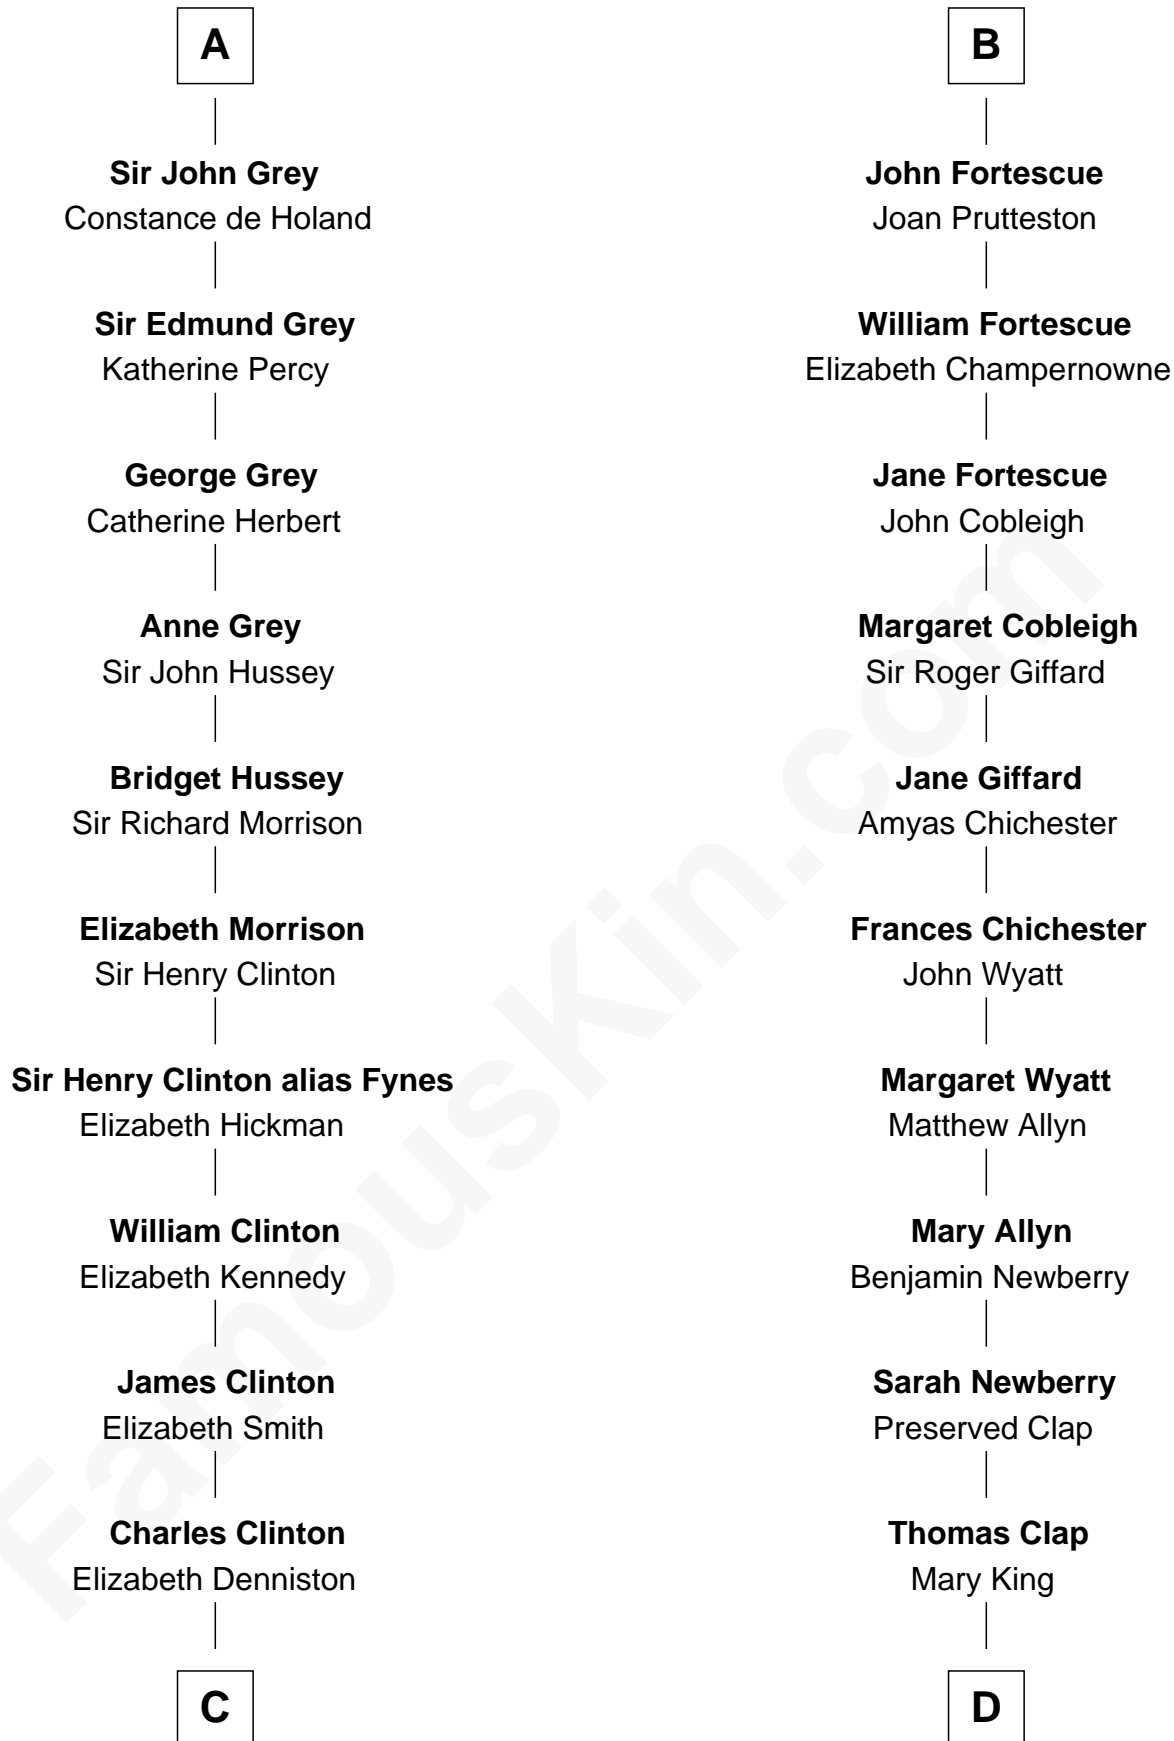 A
Sir John Grey
Constance de Holand
Sir Edmund Grey
Katherine Percy
George Grey
Catherine Herbert
Anne Grey
Sir John Hussey
Bridget Hussey
Sir Richard Morrison
Elizabeth Morrison
Sir Henry Clinton
Sir Henry Clinton alias Fynes
Elizabeth Hickman
William Clinton
Elizabeth Kennedy
James Clinton
Elizabeth Smith
Charles Clinton
Elizabeth Denniston
C
B
John Fortescue
Joan Prutteston
William Fortescue
Elizabeth Champernowne
Jane Fortescue
John Cobleigh
Margaret Cobleigh
Sir Roger Giffard
Jane Giffard
Amyas Chichester
Frances Chichester
John Wyatt
Margaret Wyatt
Matthew Allyn
Mary Allyn
Benjamin Newberry
Sarah Newberry
Preserved Clap
Thomas Clap
Mary King
D
FamousKin.com